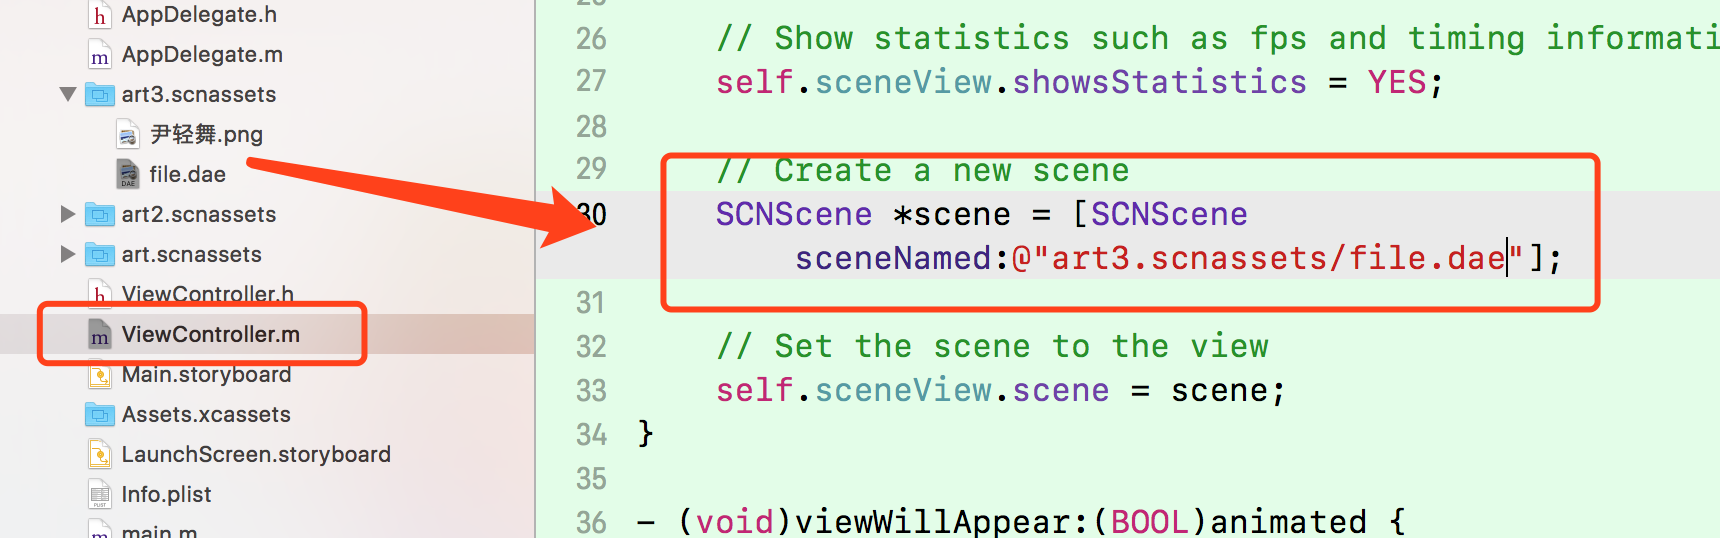 AppDelegate.h
AppDelegate.m
art3.scnassets
尹轻舞.png
file.dae
art2.scnassets
art.scnassets
ViewController.h
ViewController.m
Main.storyboard
Assets.xcassets
LaunchScreen.storyboard
Info.plist
main.m
26 // Show statistics such as fps and timing informati
27 self.sceneView.showsStatistics = YES;
28
29 // Create a new scene
30 SCNScene *scene = [SCNScene
sceneNamed:@"art3.scnassets/file.dae"];
31
32 // Set the scene to the view
33 self.sceneView.scene = scene;
34 }
35
36 - (void)viewWillAppear:(BOOL)animated {